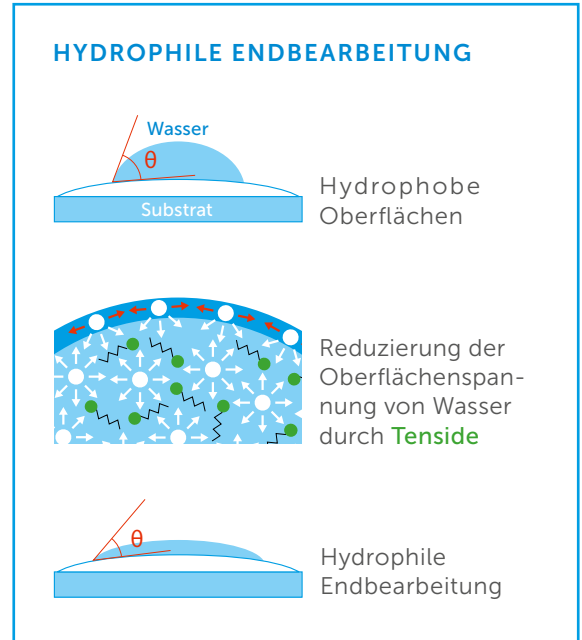 HYDROPHILE ENDBEARBEITUNG
Wasser
θ
Substrat
Hydrophobe
Oberflächen
Reduzierung der
Oberflächenspan-
nung von Wasser
durch Tenside
θ
Hydrophile
Endbearbeitung